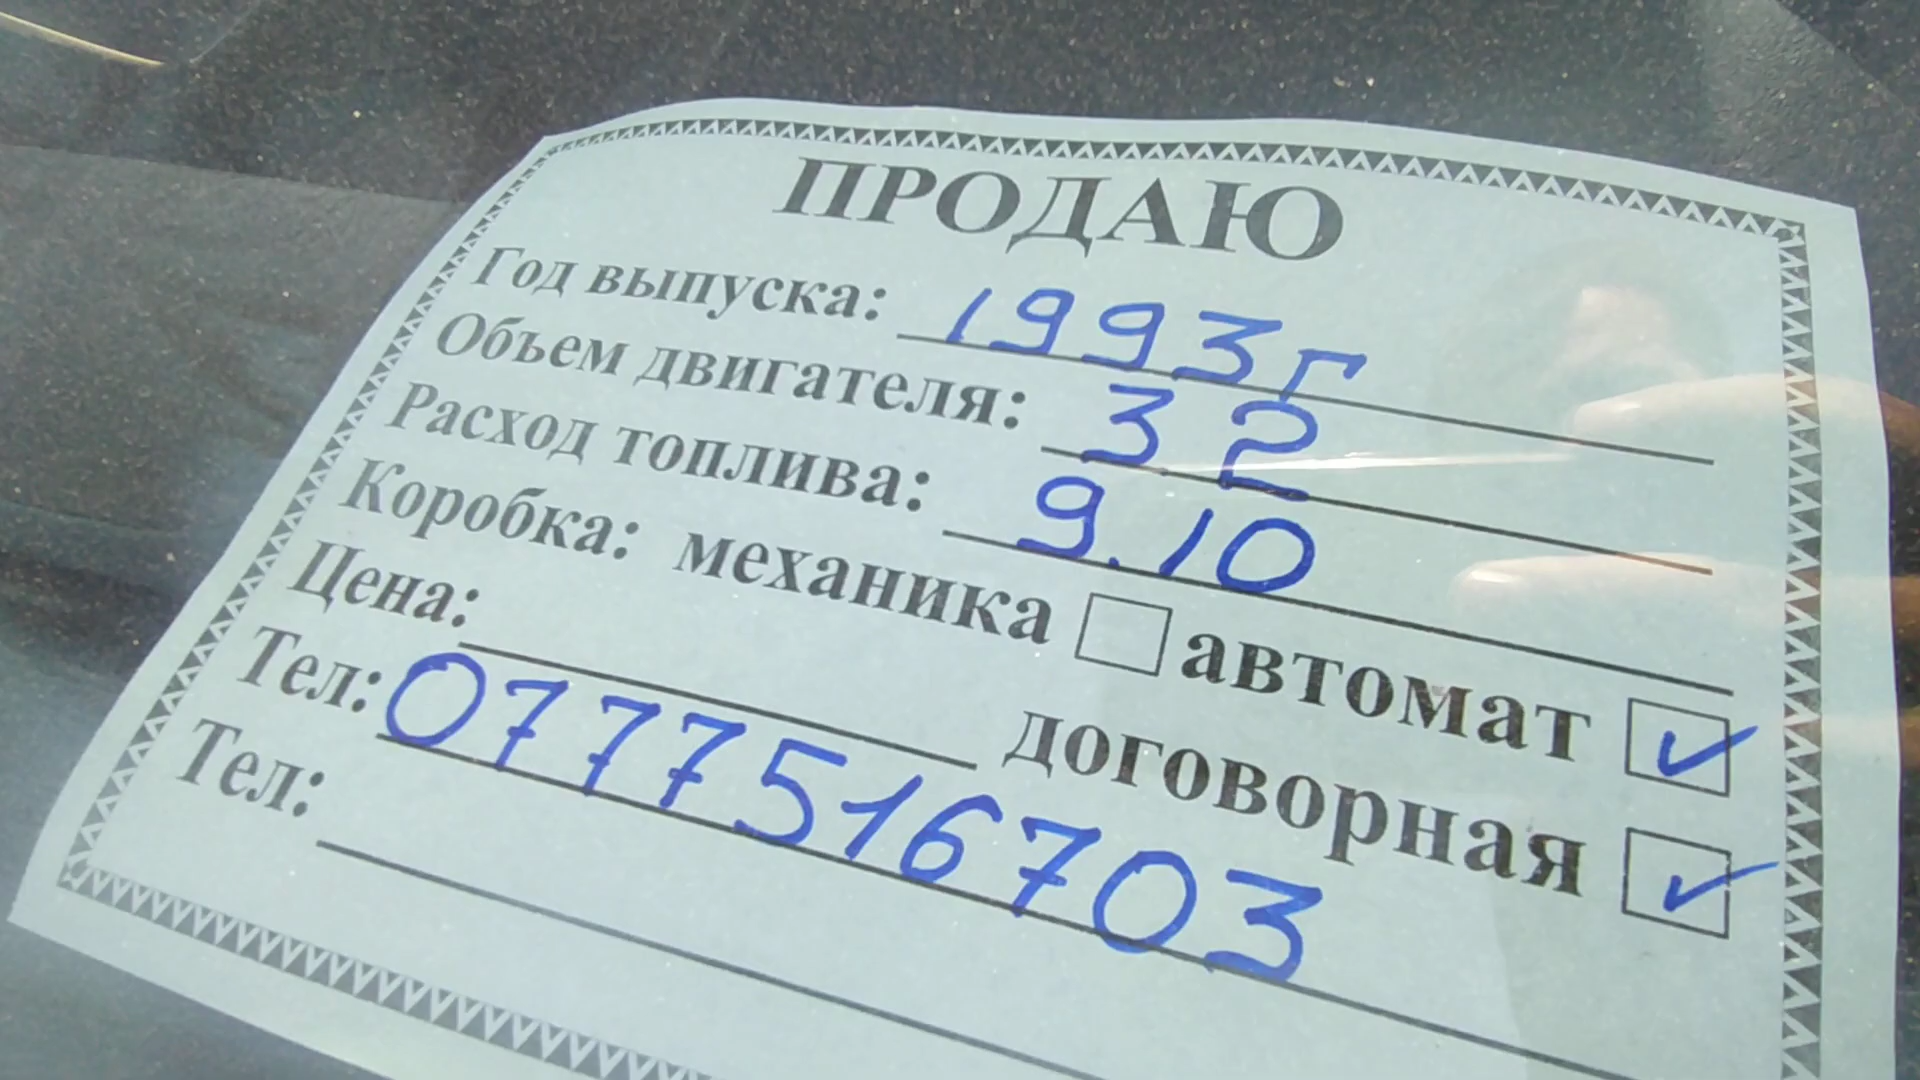 ПРОДАЮ
Год выпуска: 1993г
Объем двигателя: 3 2
Расход топлива: 9.10
Коробка: механика автомат ✓
Цена: договорная ✓
Тел: 0777516703
Тел: